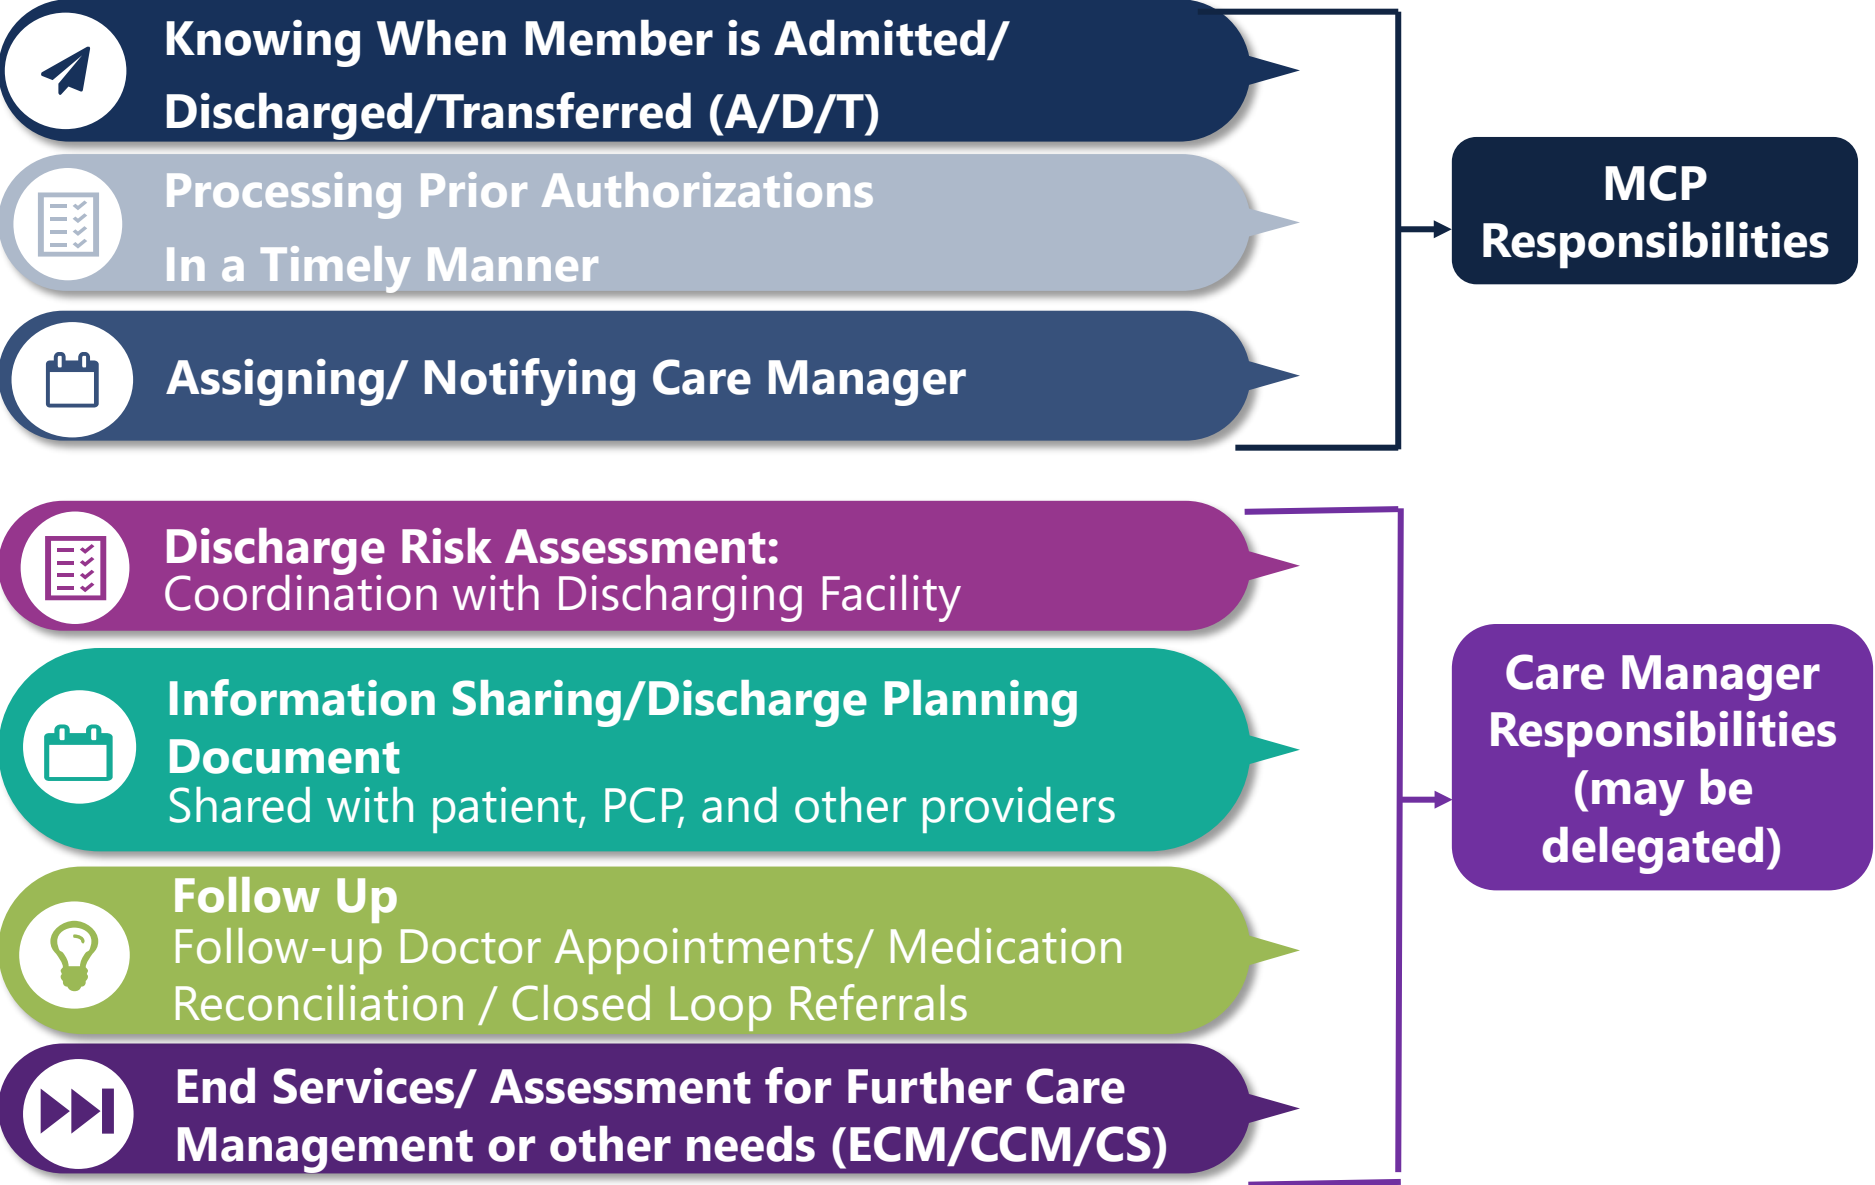 Knowing When Member is Admitted/
Discharged/Transferred (A/D/T)
Processing Prior Authorizations
In a Timely Manner
Assigning/ Notifying Care Manager
MCP
Responsibilities
Discharge Risk Assessment:
Coordination with Discharging Facility
Information Sharing/Discharge Planning
Document
Shared with patient, PCP, and other providers
Follow Up
Follow-up Doctor Appointments/ Medication
Reconciliation / Closed Loop Referrals
End Services/ Assessment for Further Care
Management or other needs (ECM/CCM/CS)
Care Manager
Responsibilities
(may be
delegated)